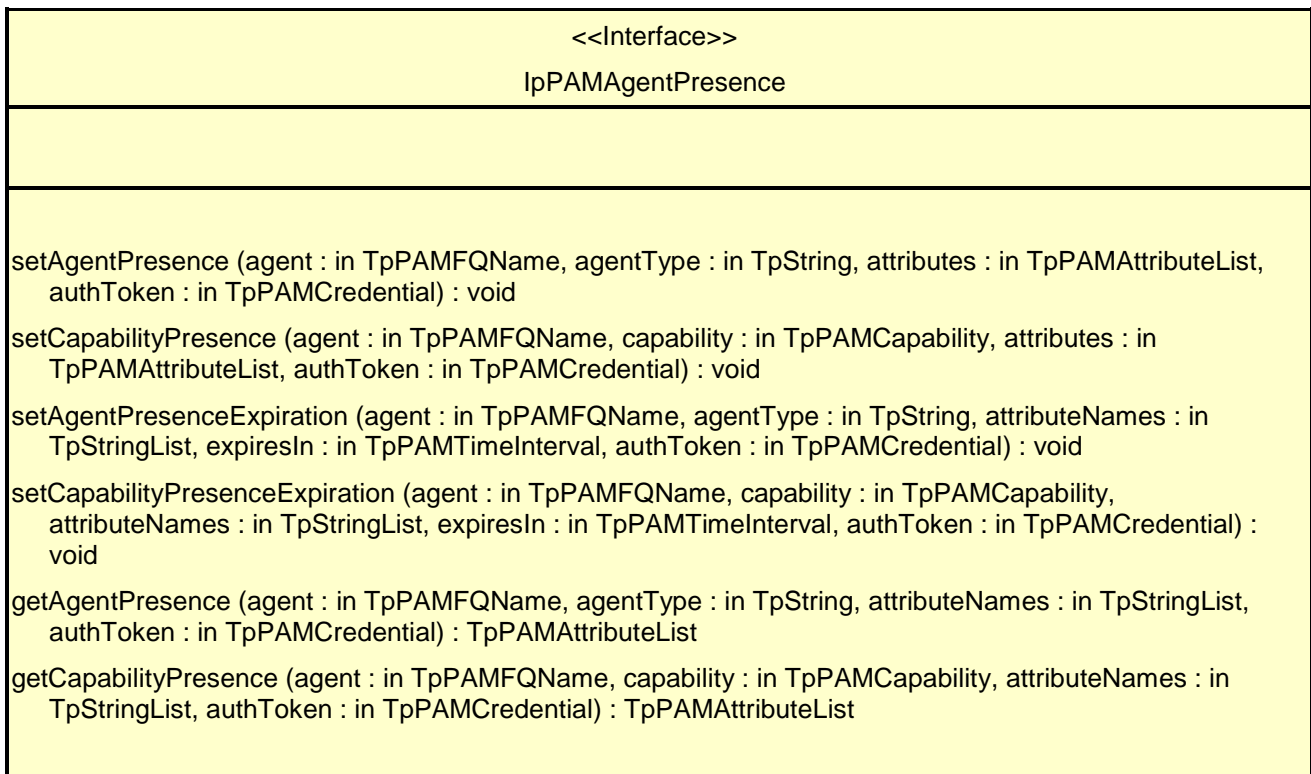 <<Interface>>
IpPAMAgentPresence
setAgentPresence (agent : in TpPAMFQName, agentType : in TpString, attributes : in TpPAMAttributeList,
authToken : in TpPAMCredential) : void
setCapabilityPresence (agent : in TpPAMFQName, capability : in TpPAMCapability, attributes : in
TpPAMAttributeList, authToken : in TpPAMCredential) : void
setAgentPresenceExpiration (agent : in TpPAMFQName, agentType : in TpString, attributeNames : in
TpStringList, expiresIn : in TpPAMTimeInterval, authToken : in TpPAMCredential) : void
setCapabilityPresenceExpiration (agent : in TpPAMFQName, capability : in TpPAMCapability,
attributeNames : in TpStringList, expiresIn : in TpPAMTimeInterval, authToken : in TpPAMCredential) :
void
getAgentPresence (agent : in TpPAMFQName, agentType : in TpString, attributeNames : in TpStringList,
authToken : in TpPAMCredential) : TpPAMAttributeList
getCapabilityPresence (agent : in TpPAMFQName, capability : in TpPAMCapability, attributeNames : in
TpStringList, authToken : in TpPAMCredential) : TpPAMAttributeList